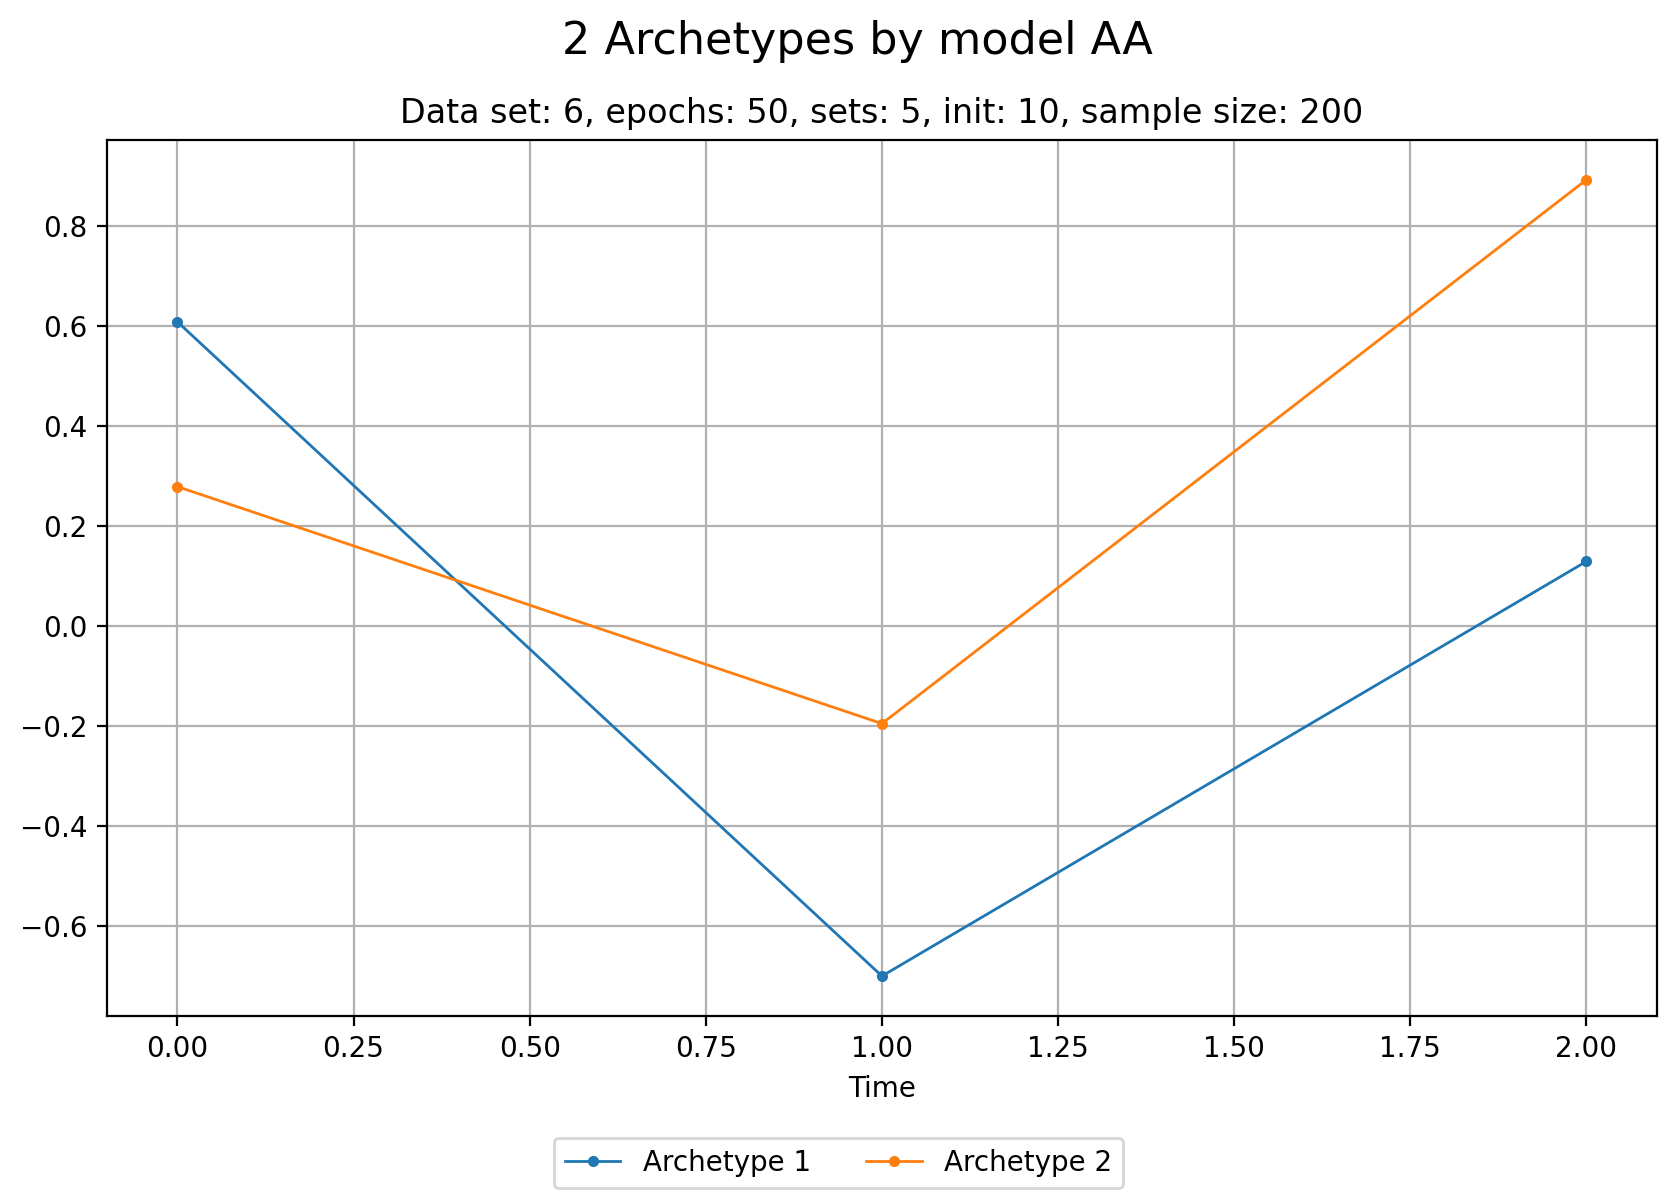 2 Archetypes by model AA
Data set: 6, epochs: 50, sets: 5, init: 10, sample size: 200
0.8
0.6
0.4
0.2
0.0
−0.2
−0.4
−0.6
0.00 0.25 0.50 0.75 1.00 1.25 1.50 1.75 2.00
Time
Archetype 1 Archetype 2